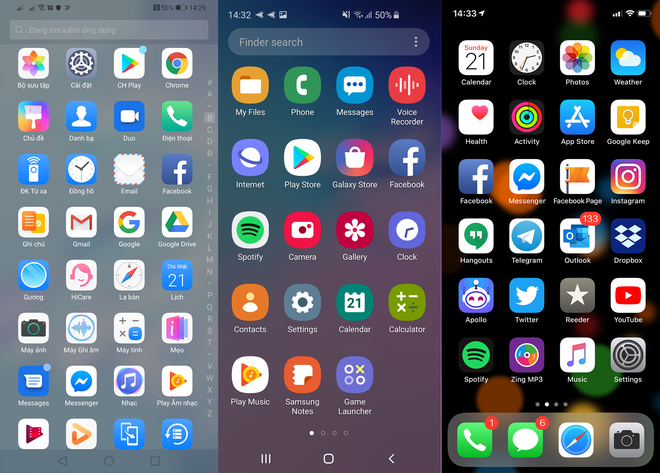 50% 14:29
Đang tìm kiếm ứng dụng
Bộ sưu tập Cài đặt CH Play Chrome
Chủ đề Danh bạ Duo Điện thoại
ĐK Từ xa Đồng hồ Email Facebook
Ghi chú Gmail Google Google Drive
Chủ Nhật
21
Gương HiCare La bàn Lịch
Máy ảnh Máy Ghi âm Máy tính Mẹo
Messages Messenger Nhạc Play Âm nhạc
#
A
B
C
D
Đ
E
F
G
H
I
J
K
L
M
N
P
R
S
T
V
W
X
Y
Z
14:32 50%
Finder search
My Files Phone Messages Voice
Recorder
Internet Play Store Galaxy Store Facebook
Spotify Camera Gallery Clock
21
Contacts Settings Calendar Calculator
Play Music Samsung Game
Notes Launcher
14:33
Sunday
21
Calendar Clock Photos Weather
Health Activity App Store Google Keep
Facebook Messenger Facebook Page Instagram
133
Hangouts Telegram Outlook Dropbox
Apollo Twitter Reeder YouTube
Spotify Zing MP3 Music Settings
1 6